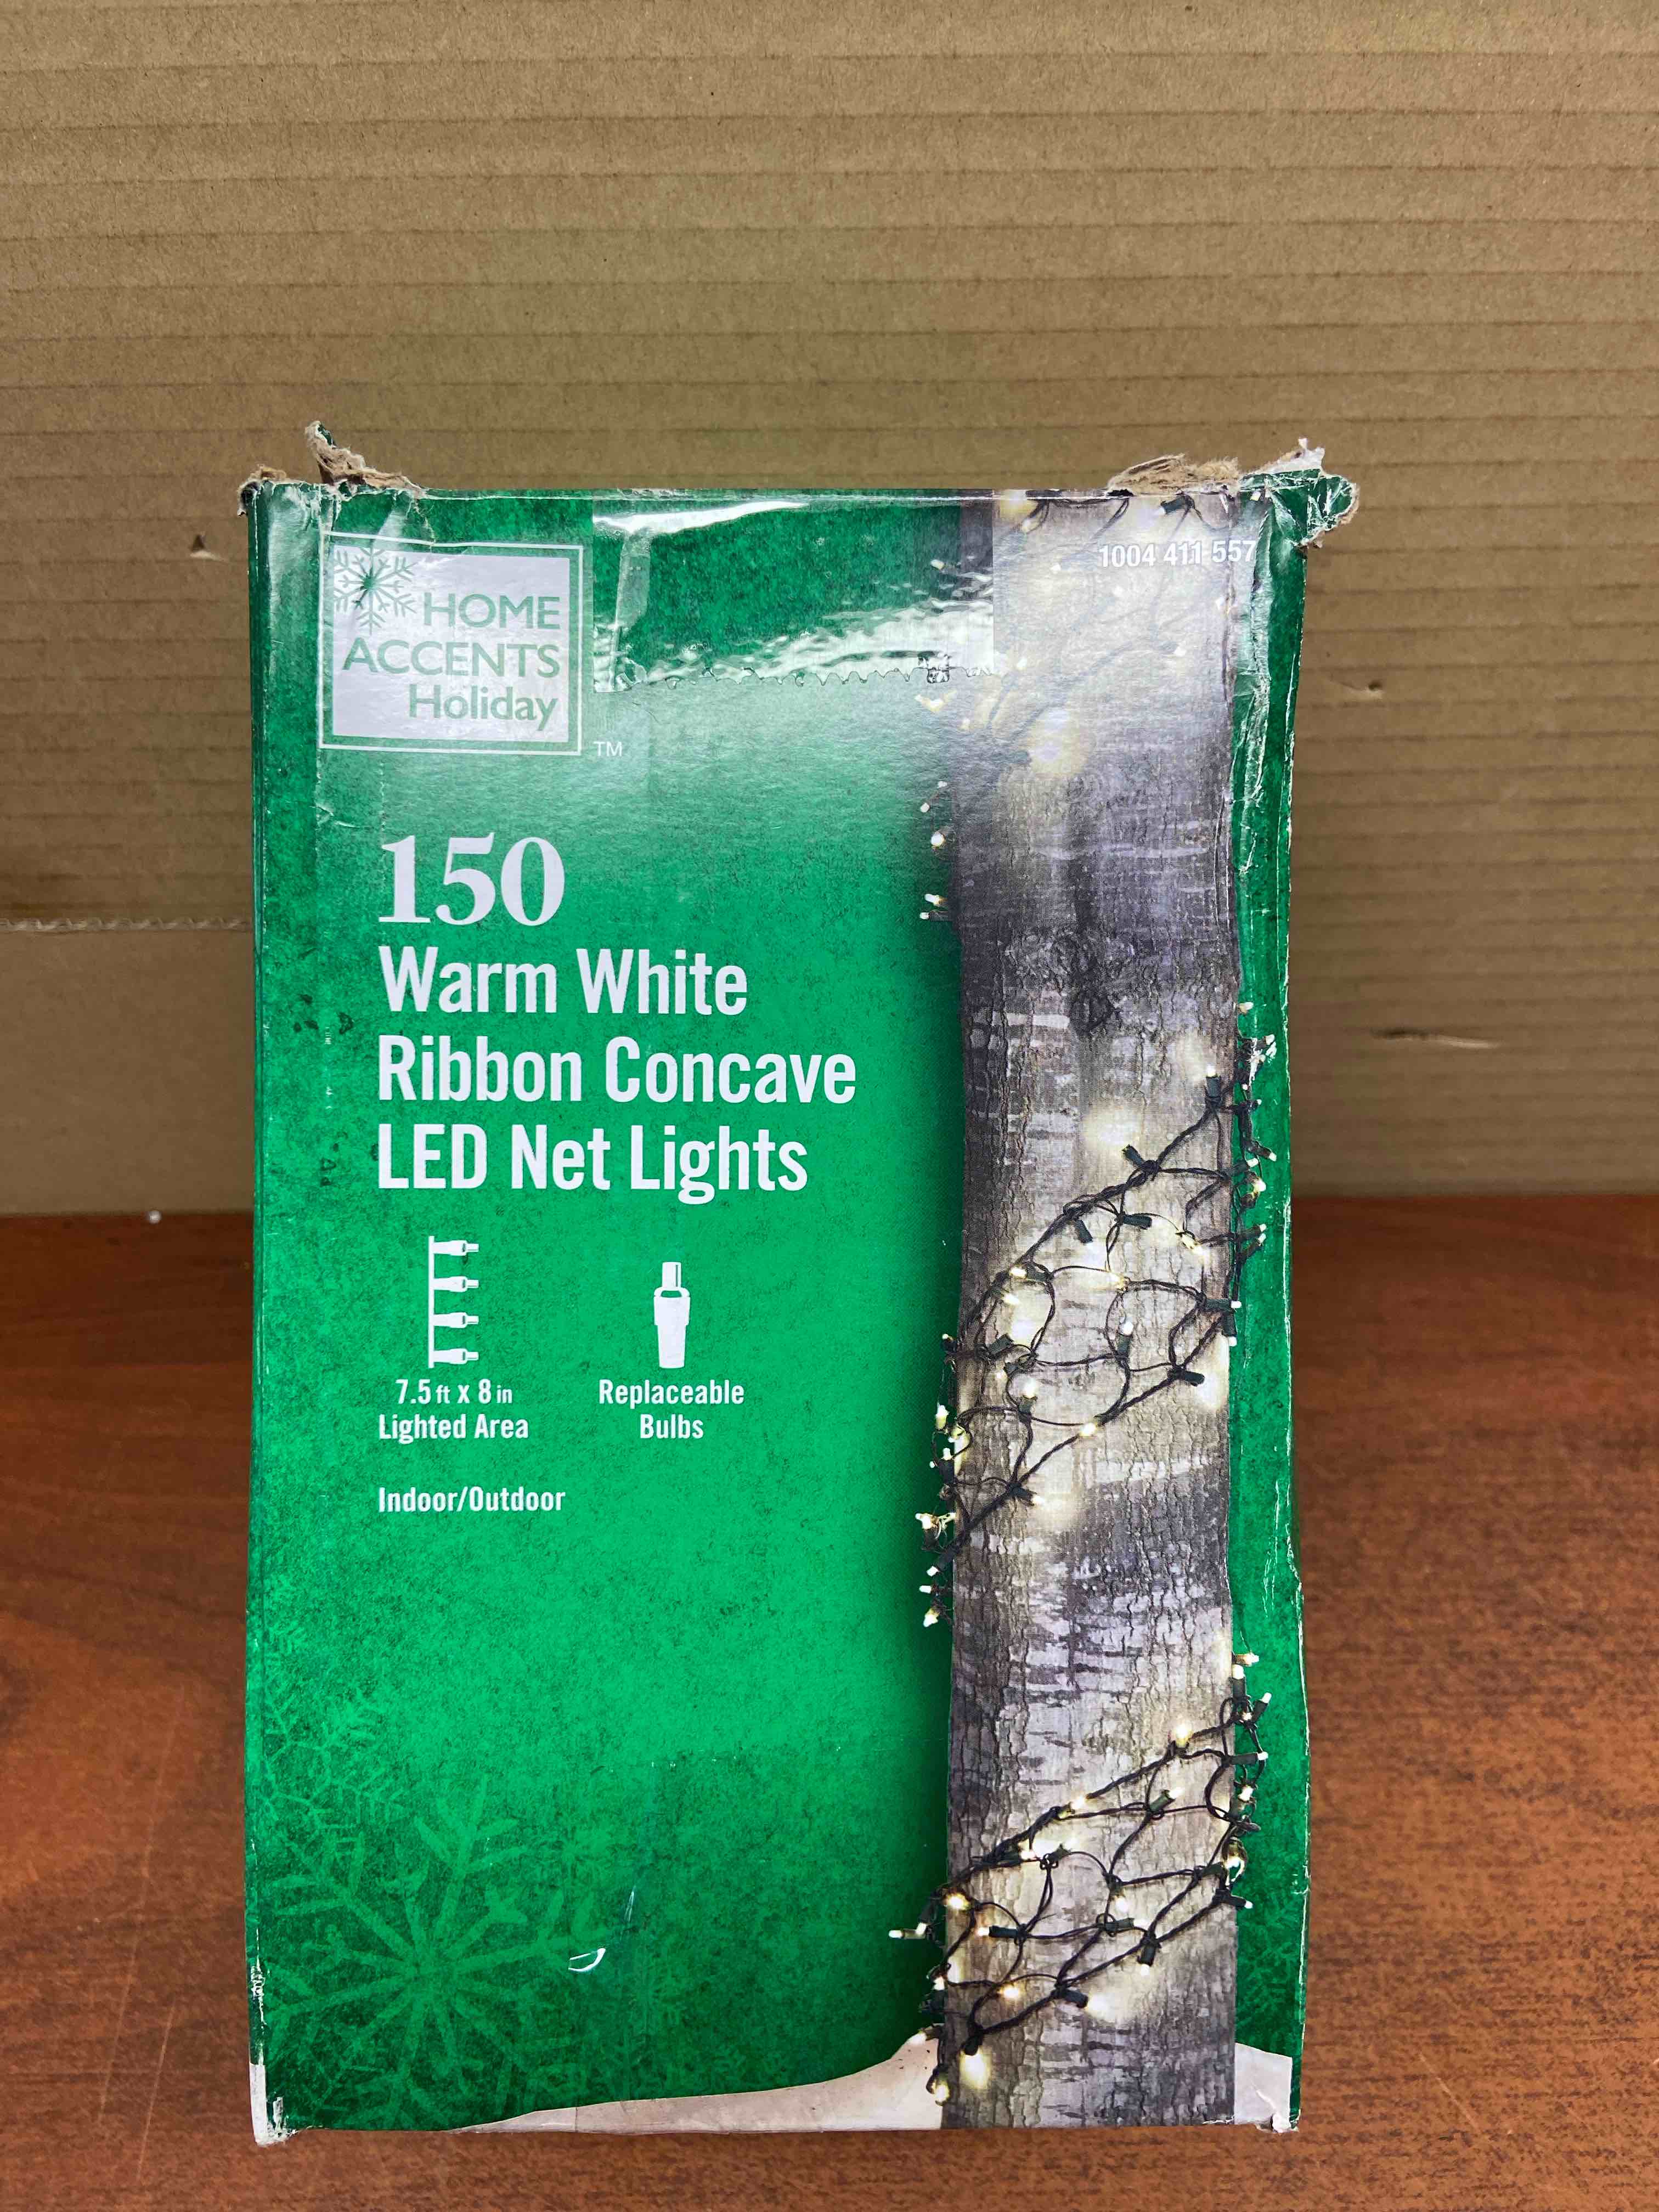 HOME
ACCENTS
Holiday
TM
1004 411 557
150
Warm White
Ribbon Concave
LED Net Lights
7.5 ft x 8 in
Lighted Area
Replaceable
Bulbs
Indoor/Outdoor